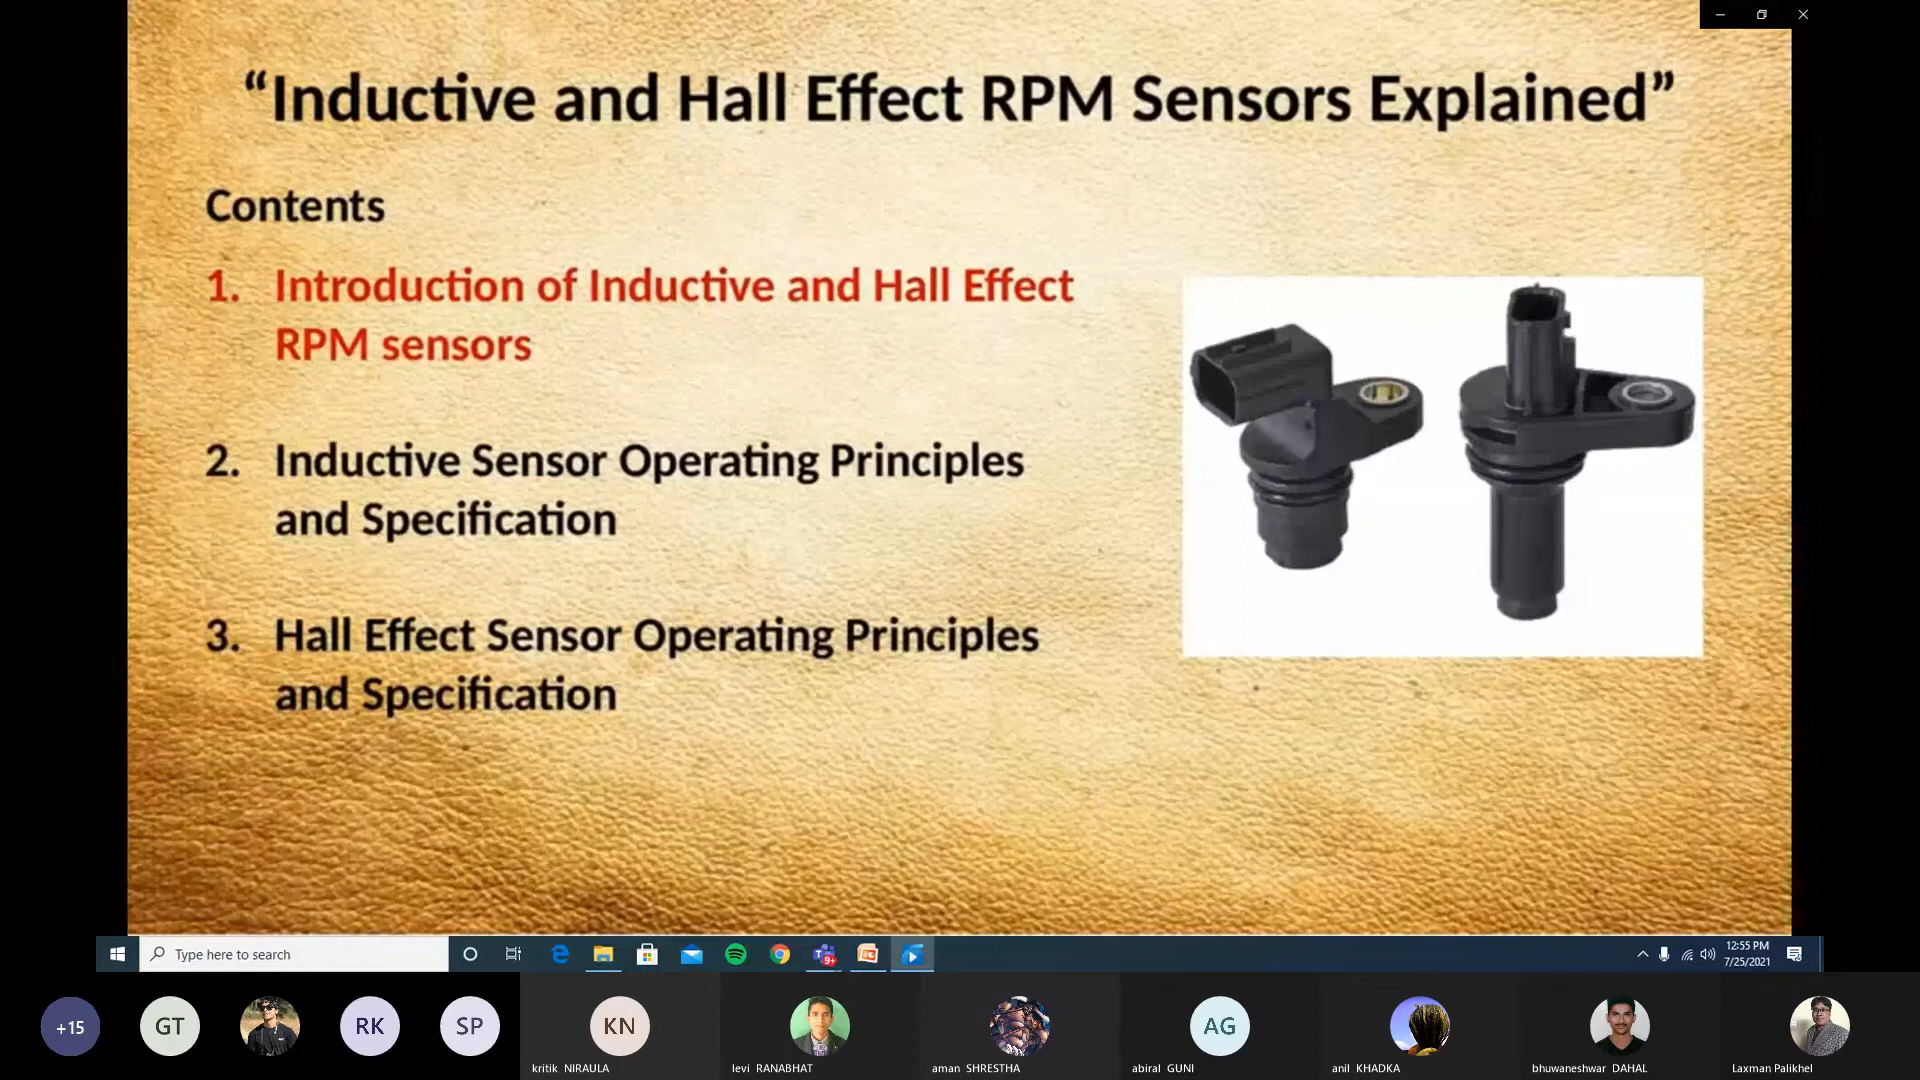 “Inductive and Hall Effect RPM Sensors Explained”
Contents
1. Introduction of Inductive and Hall Effect
RPM sensors
2. Inductive Sensor Operating Principles
and Specification
3. Hall Effect Sensor Operating Principles
and Specification
Type here to search
9+
12:55 PM
7/25/2021
+15
GT
RK
SP
KN
AG
kritik NIRAULA
levi RANABHAT
aman SHRESTHA
abiral GUNI
anil KHADKA
bhuwaneshwar DAHAL
Laxman Palikhel